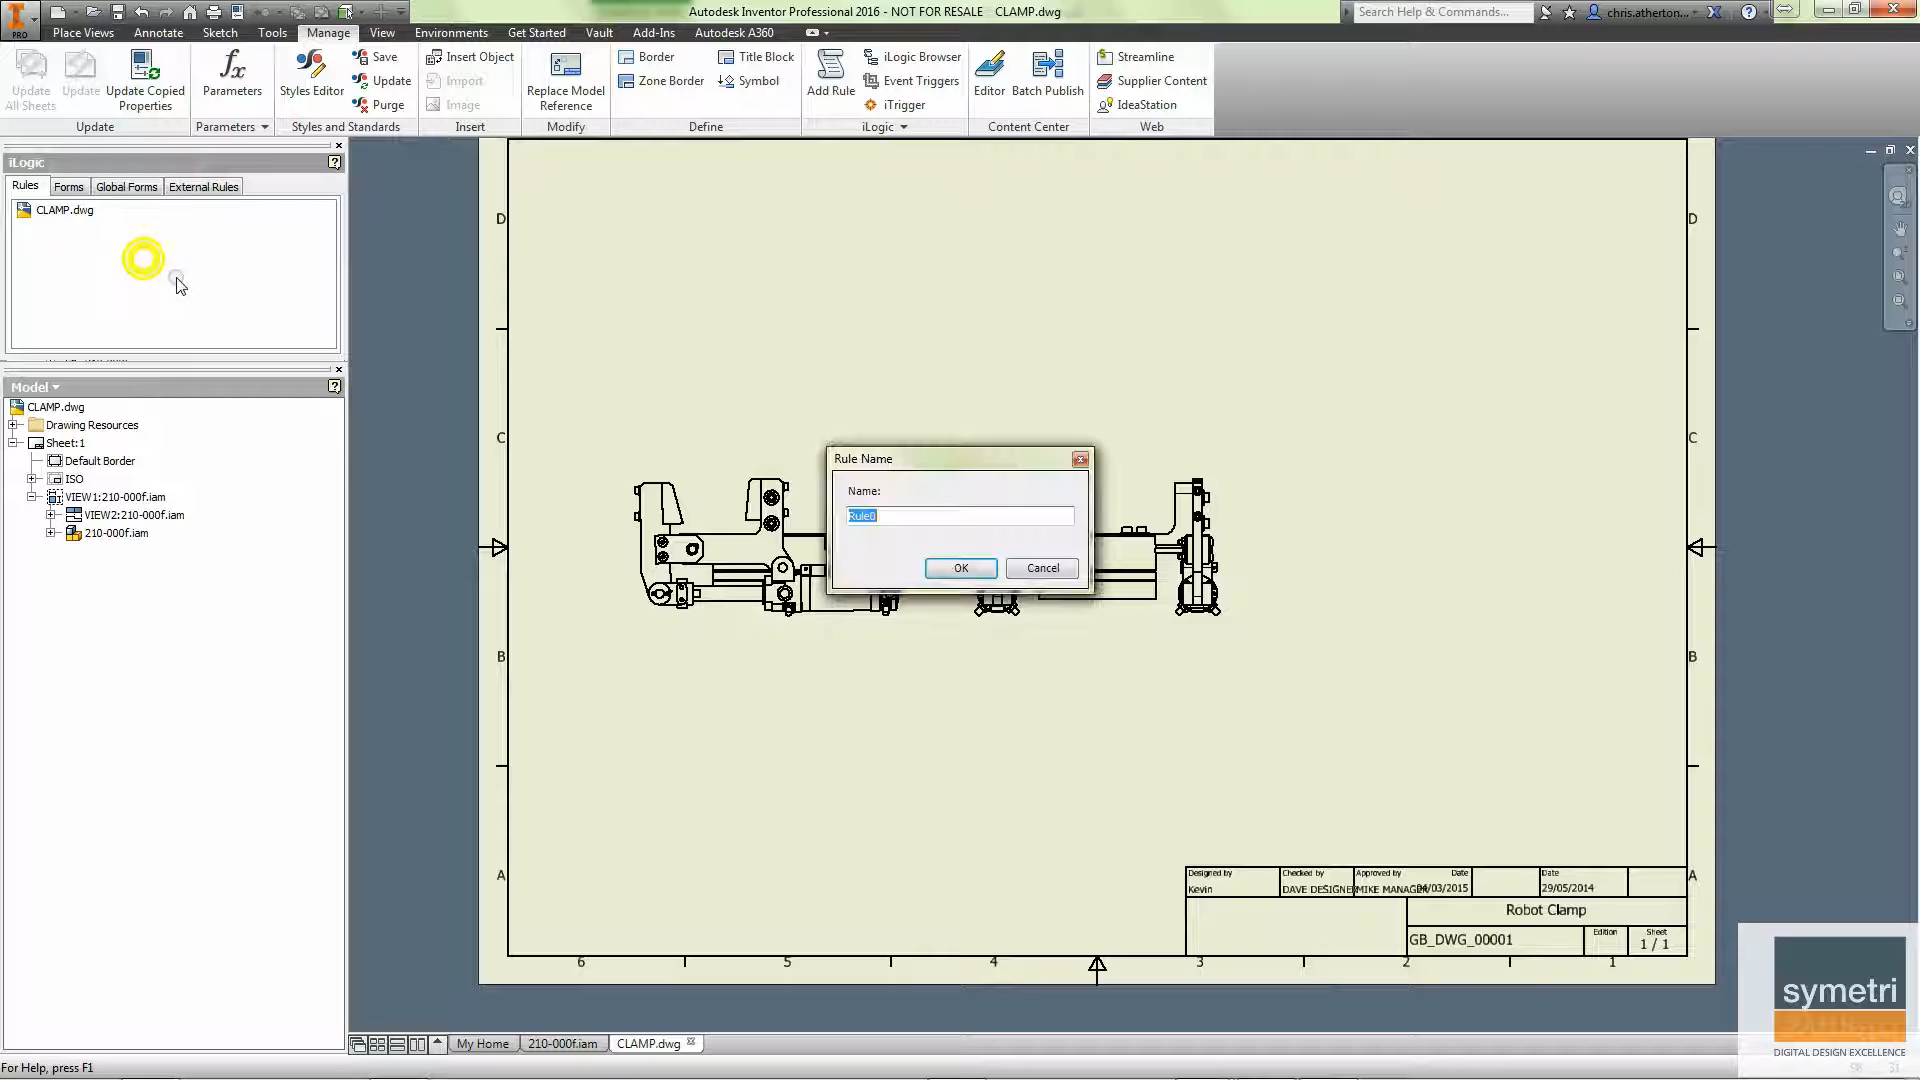 PRO
Autodesk Inventor Professional 2016 - NOT FOR RESALE CLAMP.dwg
Search Help & Commands...
chris.atherton...
Place Views Annotate Sketch Tools Manage View Environments Get Started Vault Add-Ins Autodesk A360
Update All Sheets
Update
Update Copied Properties
Update
Parameters
Parameters
Styles Editor
Save
Update
Purge
Styles and Standards
Insert Object
Import
Image
Insert
Replace Model Reference
Modify
Border
Zone Border
Title Block
Symbol
Define
Add Rule
iLogic Browser
Event Triggers
iTrigger
iLogic
Editor
Batch Publish
Content Center
Streamline
Supplier Content
IdeaStation
Web
iLogic
Rules Forms Global Forms External Rules
CLAMP.dwg
Model
CLAMP.dwg
Drawing Resources
Sheet:1
Default Border
ISO
VIEW1:210-000f.iam
VIEW2:210-000f.iam
210-000f.iam
D
D
C
C
B
B
A
A
6 5 4 3 2 1
Rule Name
Name:
Rule0
OK
Cancel
Designed by
Kevin
Checked by
DAVE DESIGNER
Approved by
MIKE MANAGER
Date
04/03/2015
Date
29/05/2014
Robot Clamp
GB_DWG_00001
Edition
Sheet
1 / 1
symetri
DIGITAL DESIGN EXCELLENCE
My Home
210-000f.iam
CLAMP.dwg
For Help, press F1